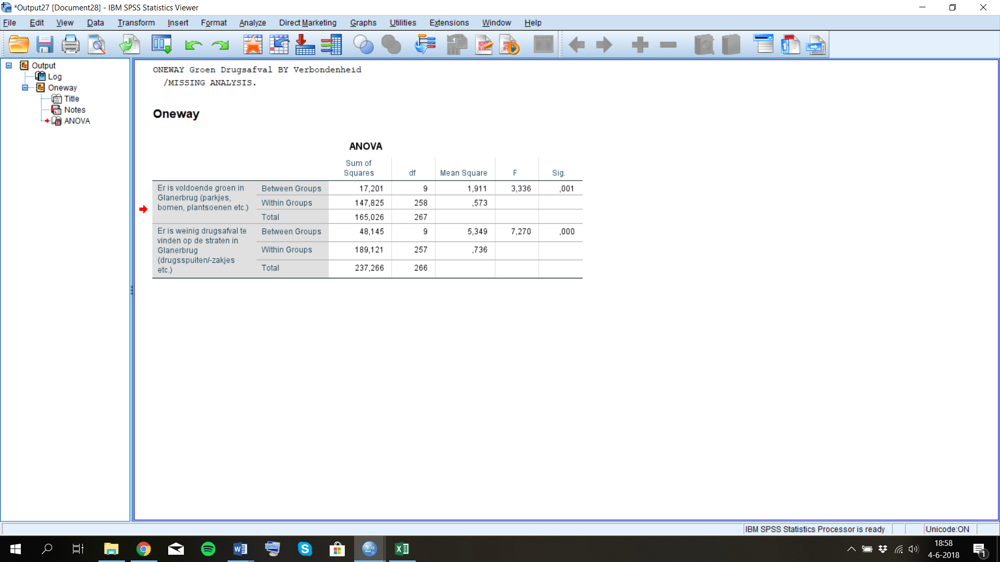 *Output27 [Document28] - IBM SPSS Statistics Viewer
File Edit View Data Transform Insert Format Analyze Direct Marketing Graphs Utilities Extensions Window Help
Output
Log
Oneway
Title
Notes
ANOVA
ONEWAY Groen Drugsafval BY Verbondenheid
/MISSING ANALYSIS.
Oneway
ANOVA
Sum of
Squares df Mean Square F Sig.
Er is voldoende groen in
Glanerbrug (parkjes,
bomen, plantsoenen etc.)
Between Groups 17,201 9 1,911 3,336 ,001
Within Groups 147,825 258 ,573
Total 165,026 267
Er is weinig drugsafval te
vinden op de straten in
Glanerbrug
(drugsspuiten/-zakjes
etc.)
Between Groups 48,145 9 5,349 7,270 ,000
Within Groups 189,121 257 ,736
Total 237,266 266
IBM SPSS Statistics Processor is ready Unicode:ON
18:58
4-6-2018
1